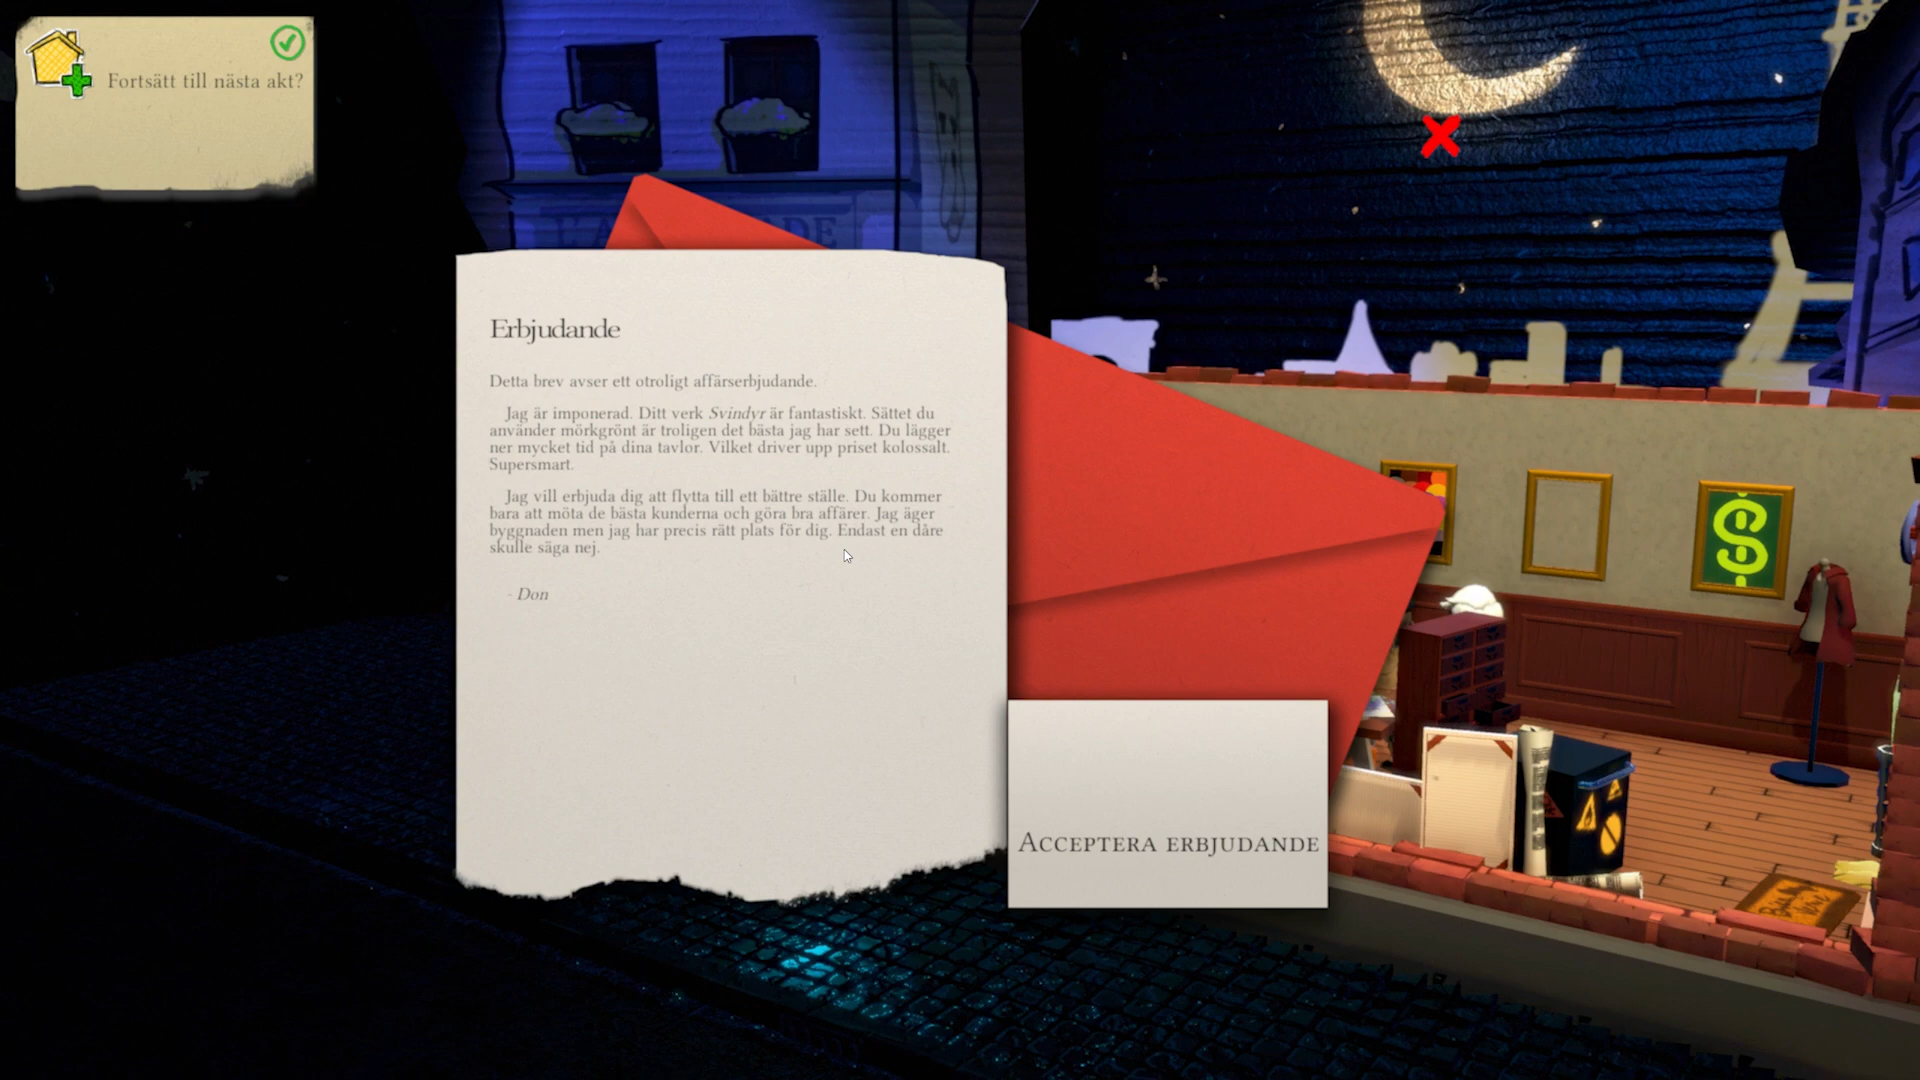 Fortsätt till nästa akt?
Erbjudande
Detta brev avser ett otroligt affärserbjudande.
Jag är imponerad. Ditt verk Svindyr är fantastiskt. Sättet du
använder mörkgrönt är troligen det bästa jag har sett. Du lägger
ner mycket tid på dina tavlor. Vilket driver upp priset kolossalt.
Supersmart.
Jag vill erbjuda dig att flytta till ett bättre ställe. Du kommer
bara att möta de bästa kunderna och göra bra affärer. Jag äger
byggnaden men jag har precis rätt plats för dig. Endast en dåre
skulle säga nej.
- Don
Acceptera erbjudande
$